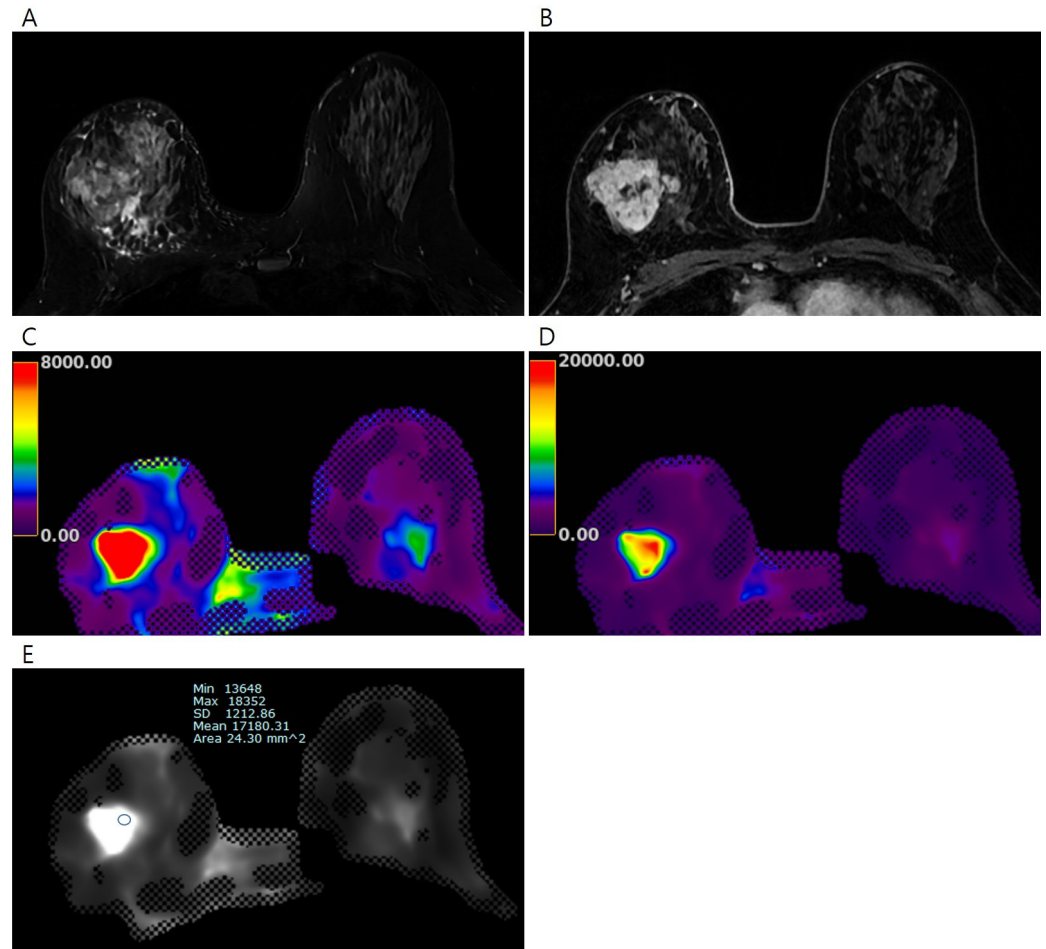 A
B
C
D
8000.00
0.00
20000.00
0.00
E
Min 13648
Max 18352
SD 1212.86
Mean 17180.31
Area 24.30 mm^2